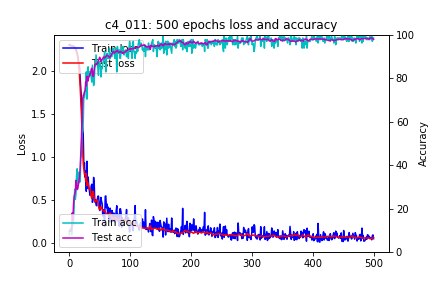 c4_011: 500 epochs loss and accuracy
Train loss
Test loss
Train acc
Test acc
Loss
Accuracy
0.0
0.5
1.0
1.5
2.0
0
20
40
60
80
100
0 100 200 300 400 500